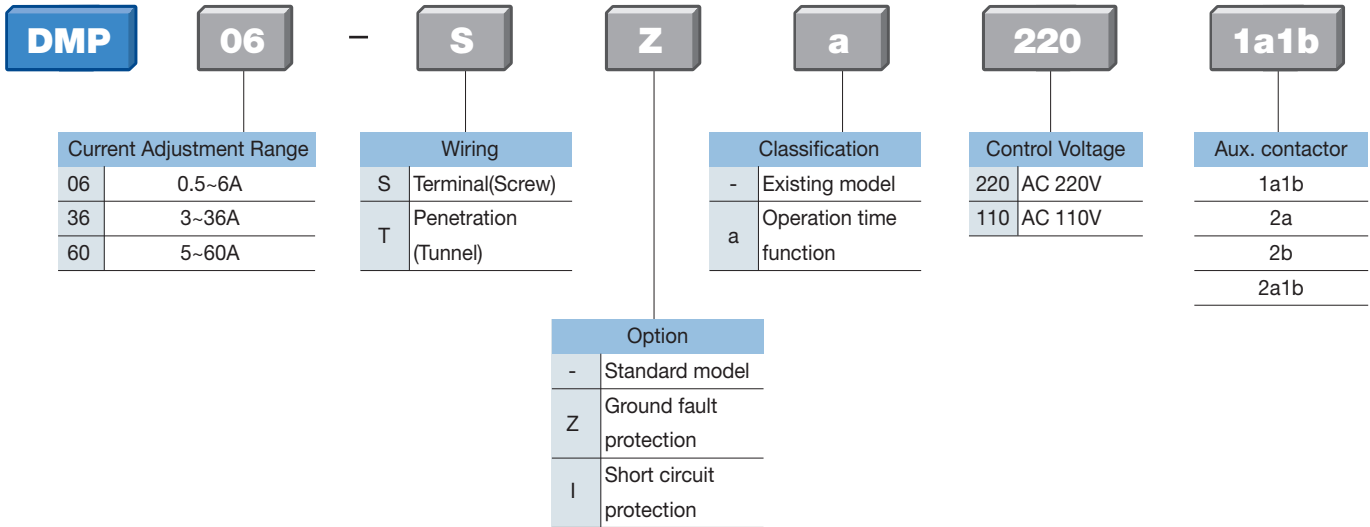 DMP 06 – S Z a 220 1a1b
Current Adjustment Range
06 0.5~6A
36 3~36A
60 5~60A
Wiring
S Terminal(Screw)
T Penetration
(Tunnel)
Option
- Standard model
Z Ground fault
protection
I Short circuit
protection
Classification
- Existing model
a Operation time
function
Control Voltage
220 AC 220V
110 AC 110V
Aux. contactor
1a1b
2a
2b
2a1b